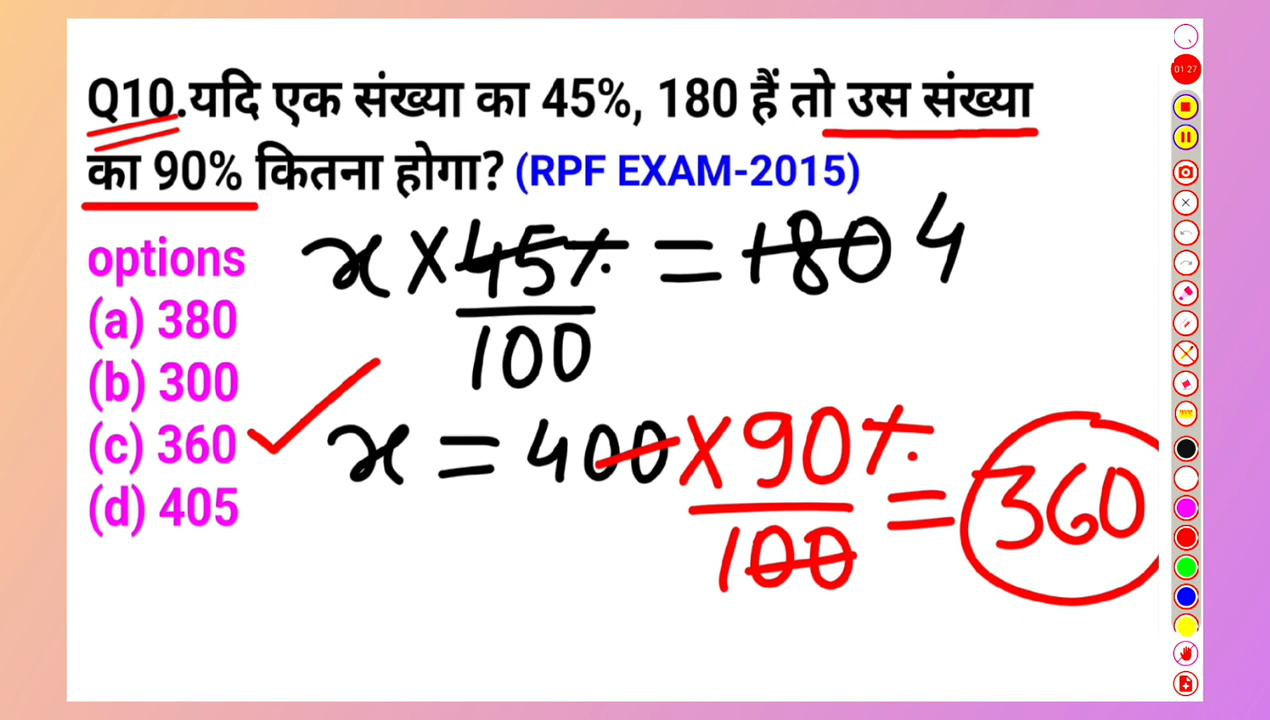 01:27
Q10.यदि एक संख्या का 45%, 180 हैं तो उस संख्या
का 90% कितना होगा? (RPF EXAM-2015)
options
(a) 380
(b) 300
(c) 360
(d) 405
x × 45% / 100 = 180 4
x = 400 × 90% / 100 = 360